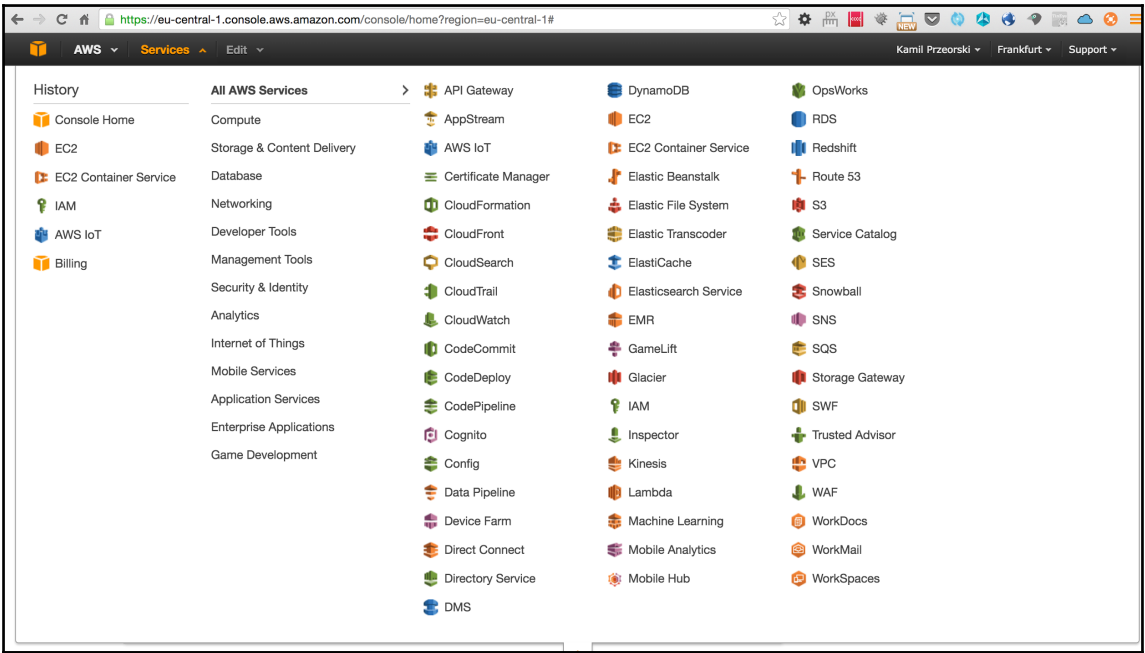 https://eu-central-1.console.aws.amazon.com/console/home?region=eu-central-1#
px
NEW
AWS Services Edit Kamil Przeorski Frankfurt Support
History
Console Home
EC2
EC2 Container Service
IAM
AWS IoT
Billing
All AWS Services
Compute
Storage & Content Delivery
Database
Networking
Developer Tools
Management Tools
Security & Identity
Analytics
Internet of Things
Mobile Services
Application Services
Enterprise Applications
Game Development
API Gateway
AppStream
AWS IoT
Certificate Manager
CloudFormation
CloudFront
CloudSearch
CloudTrail
CloudWatch
CodeCommit
CodeDeploy
CodePipeline
Cognito
Config
Data Pipeline
Device Farm
Direct Connect
Directory Service
DMS
DynamoDB
EC2
EC2 Container Service
Elastic Beanstalk
Elastic File System
Elastic Transcoder
ElastiCache
Elasticsearch Service
EMR
GameLift
Glacier
IAM
Inspector
Kinesis
Lambda
Machine Learning
Mobile Analytics
Mobile Hub
OpsWorks
RDS
Redshift
Route 53
S3
Service Catalog
SES
Snowball
SNS
SQS
Storage Gateway
SWF
Trusted Advisor
VPC
WAF
WorkDocs
WorkMail
WorkSpaces